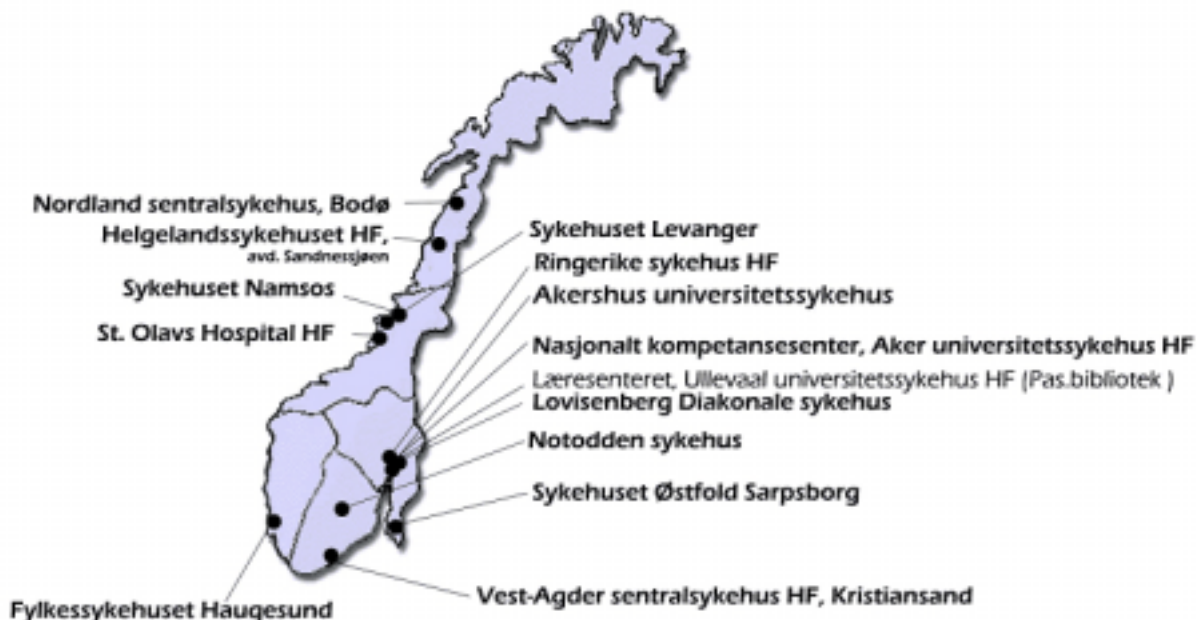 Nordland sentralsykehus, Bodø
Helgelandssykehuset HF,
avd. Sandnessjøen
Sykehuset Namsos
St. Olavs Hospital HF
Sykehuset Levanger
Ringerike sykehus HF
Akershus universitetssykehus
Nasjonalt kompetansesenter, Aker universitetssykehus HF
Læresenteret, Ullevaal universitetssykehus HF (Pas.bibliotek )
Lovisenberg Diakonale sykehus
Notodden sykehus
Sykehuset Østfold Sarpsborg
Vest-Agder sentralsykehus HF, Kristiansand
Fylkessykehuset Haugesund